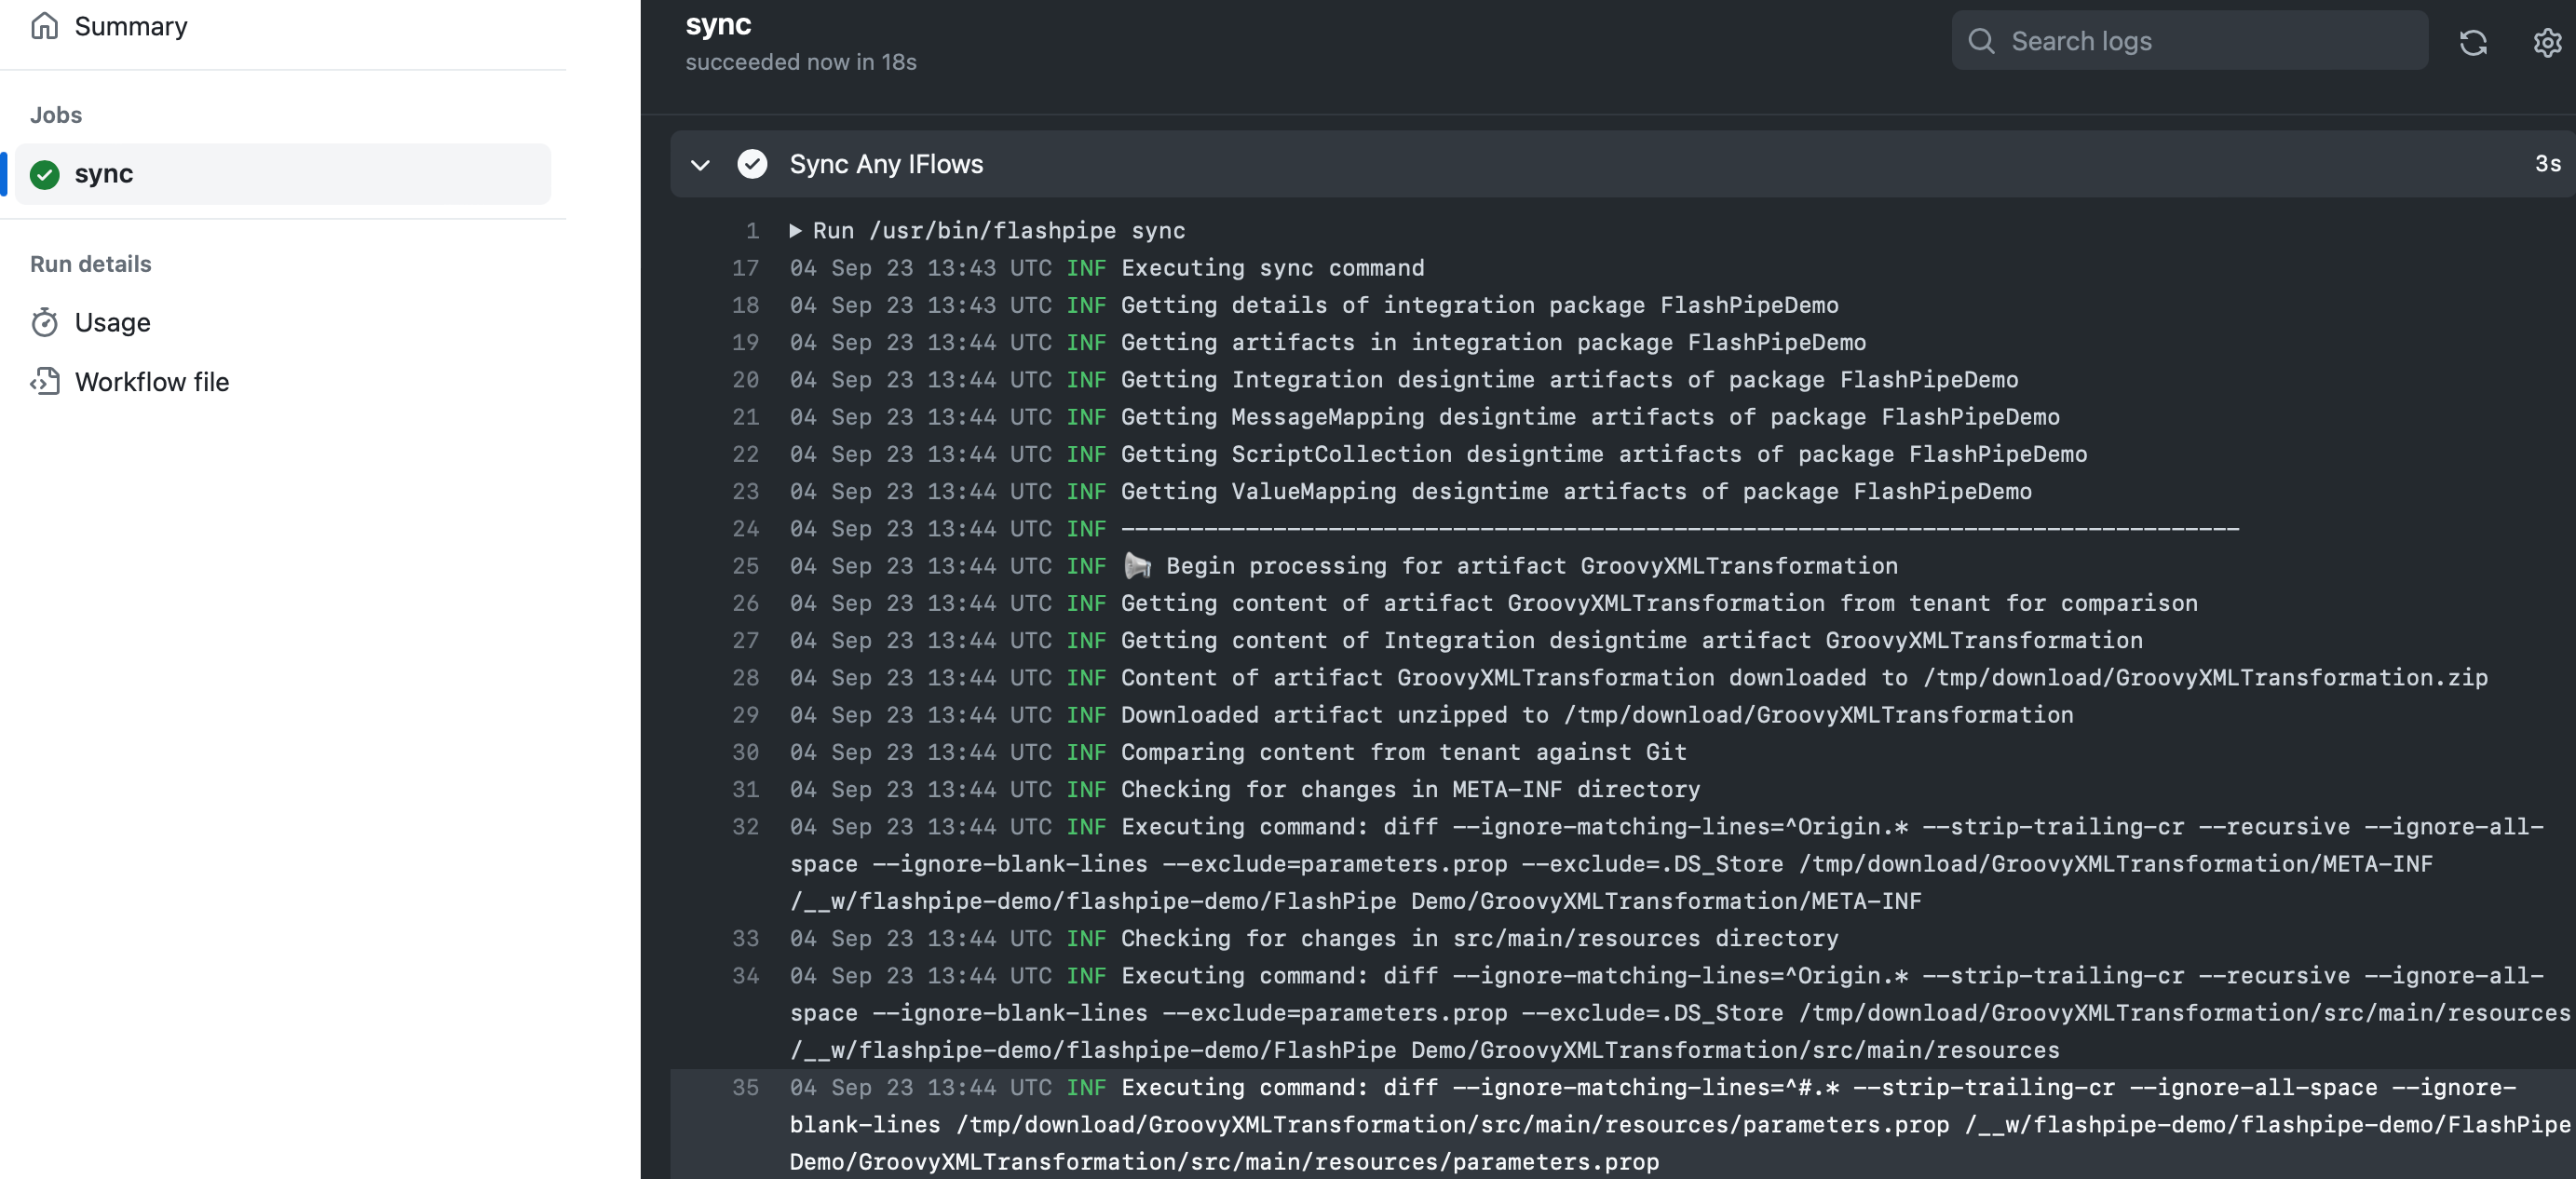 Summary
Jobs
sync
Run details
Usage
Workflow file
sync
succeeded now in 18s
Search logs
Sync Any IFlows
3s
1 Run /usr/bin/flashpipe sync
17 04 Sep 23 13:43 UTC INF Executing sync command
18 04 Sep 23 13:43 UTC INF Getting details of integration package FlashPipeDemo
19 04 Sep 23 13:44 UTC INF Getting artifacts in integration package FlashPipeDemo
20 04 Sep 23 13:44 UTC INF Getting Integration designtime artifacts of package FlashPipeDemo
21 04 Sep 23 13:44 UTC INF Getting MessageMapping designtime artifacts of package FlashPipeDemo
22 04 Sep 23 13:44 UTC INF Getting ScriptCollection designtime artifacts of package FlashPipeDemo
23 04 Sep 23 13:44 UTC INF Getting ValueMapping designtime artifacts of package FlashPipeDemo
24 04 Sep 23 13:44 UTC INF ---------------------------------------------------------------------------------
25 04 Sep 23 13:44 UTC INF 📢 Begin processing for artifact GroovyXMLTransformation
26 04 Sep 23 13:44 UTC INF Getting content of artifact GroovyXMLTransformation from tenant for comparison
27 04 Sep 23 13:44 UTC INF Getting content of Integration designtime artifact GroovyXMLTransformation
28 04 Sep 23 13:44 UTC INF Content of artifact GroovyXMLTransformation downloaded to /tmp/download/GroovyXMLTransformation.zip
29 04 Sep 23 13:44 UTC INF Downloaded artifact unzipped to /tmp/download/GroovyXMLTransformation
30 04 Sep 23 13:44 UTC INF Comparing content from tenant against Git
31 04 Sep 23 13:44 UTC INF Checking for changes in META-INF directory
32 04 Sep 23 13:44 UTC INF Executing command: diff --ignore-matching-lines=^Origin.* --strip-trailing-cr --recursive --ignore-all-
space --ignore-blank-lines --exclude=parameters.prop --exclude=.DS_Store /tmp/download/GroovyXMLTransformation/META-INF
/__w/flashpipe-demo/flashpipe-demo/FlashPipe Demo/GroovyXMLTransformation/META-INF
33 04 Sep 23 13:44 UTC INF Checking for changes in src/main/resources directory
34 04 Sep 23 13:44 UTC INF Executing command: diff --ignore-matching-lines=^Origin.* --strip-trailing-cr --recursive --ignore-all-
space --ignore-blank-lines --exclude=parameters.prop --exclude=.DS_Store /tmp/download/GroovyXMLTransformation/src/main/resources
/__w/flashpipe-demo/flashpipe-demo/FlashPipe Demo/GroovyXMLTransformation/src/main/resources
35 04 Sep 23 13:44 UTC INF Executing command: diff --ignore-matching-lines=^#.* --strip-trailing-cr --ignore-all-space --ignore-
blank-lines /tmp/download/GroovyXMLTransformation/src/main/resources/parameters.prop /__w/flashpipe-demo/flashpipe-demo/FlashPipe
Demo/GroovyXMLTransformation/src/main/resources/parameters.prop